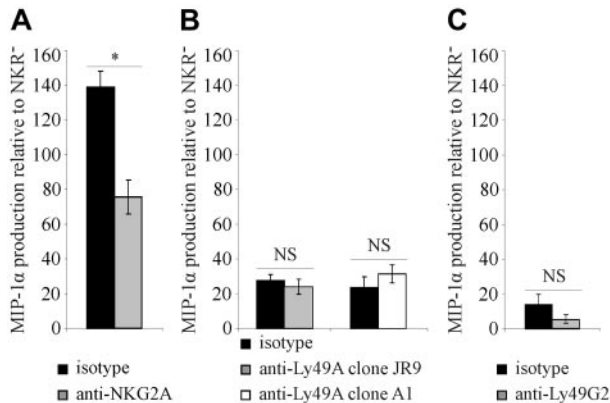 A
MIP-1α production relative to NKR⁻
160
140
120
100
80
60
40
20
0
*
isotype
anti-NKG2A
B
MIP-1α production relative to NKR⁻
160
140
120
100
80
60
40
20
0
NS
NS
isotype
anti-Ly49A clone JR9
anti-Ly49A clone A1
C
MIP-1α production relative to NKR⁻
160
140
120
100
80
60
40
20
0
NS
isotype
anti-Ly49G2